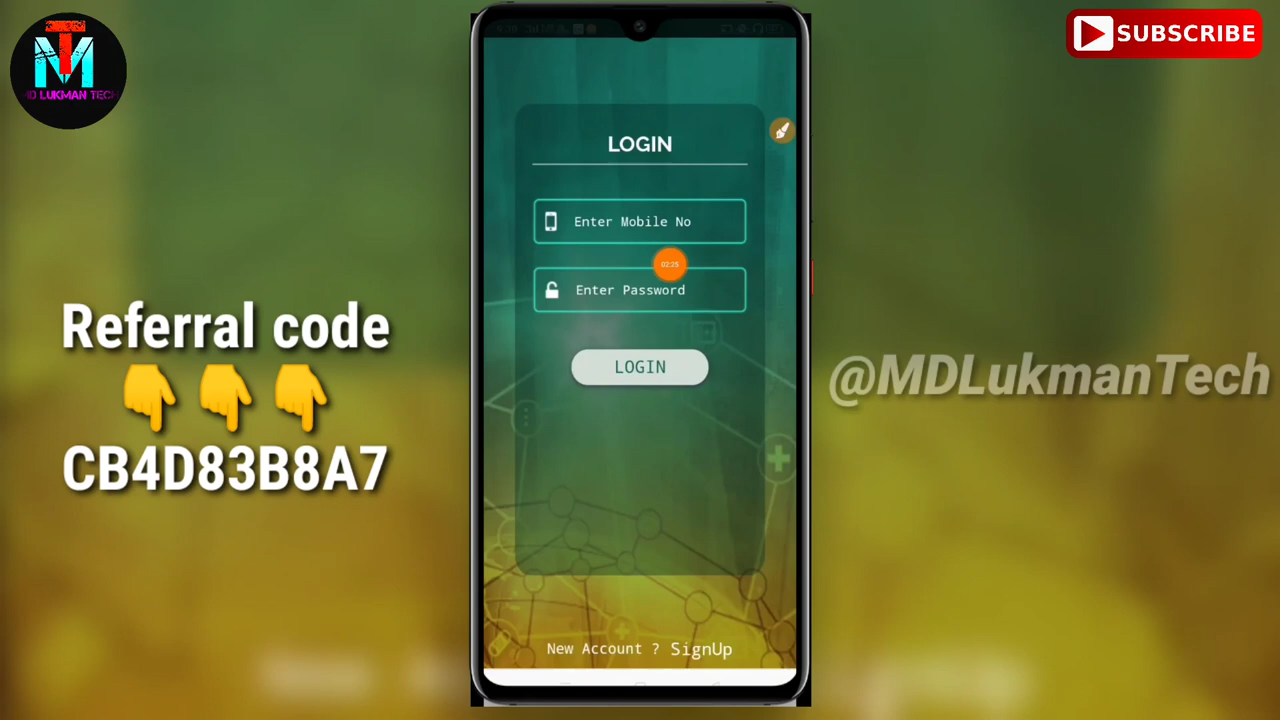 MD LUKMAN TECH
SUBSCRIBE
LOGIN
Enter Mobile No
02:25
Enter Password
LOGIN
New Account ? SignUp
Referral code
👇👇👇
CB4D83B8A7
@MDLukmanTech